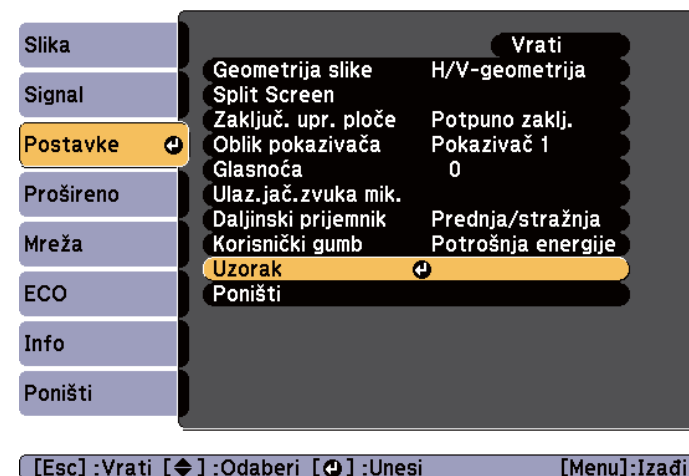 Slika
Signal
Postavke
Prošireno
Mreža
ECO
Info
Poništi
Vrati
Geometrija slike H/V-geometrija
Split Screen
Zaključ. upr. ploče Potpuno zaklj.
Oblik pokazivača Pokazivač 1
Glasnoća 0
Ulaz.jač.zvuka mik.
Daljinski prijemnik Prednja/stražnja
Korisnički gumb Potrošnja energije
Uzorak
Poništi
[Esc] :Vrati [◆] :Odaberi [↵] :Unesi [Menu]:Izađi